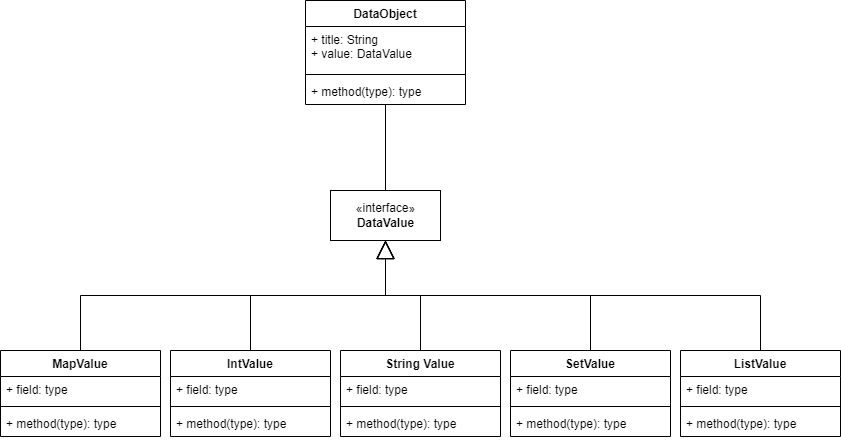 DataObject
+ title: String
+ value: DataValue
+ method(type): type
«interface»
DataValue
MapValue
+ field: type
+ method(type): type
IntValue
+ field: type
+ method(type): type
String Value
+ field: type
+ method(type): type
SetValue
+ field: type
+ method(type): type
ListValue
+ field: type
+ method(type): type